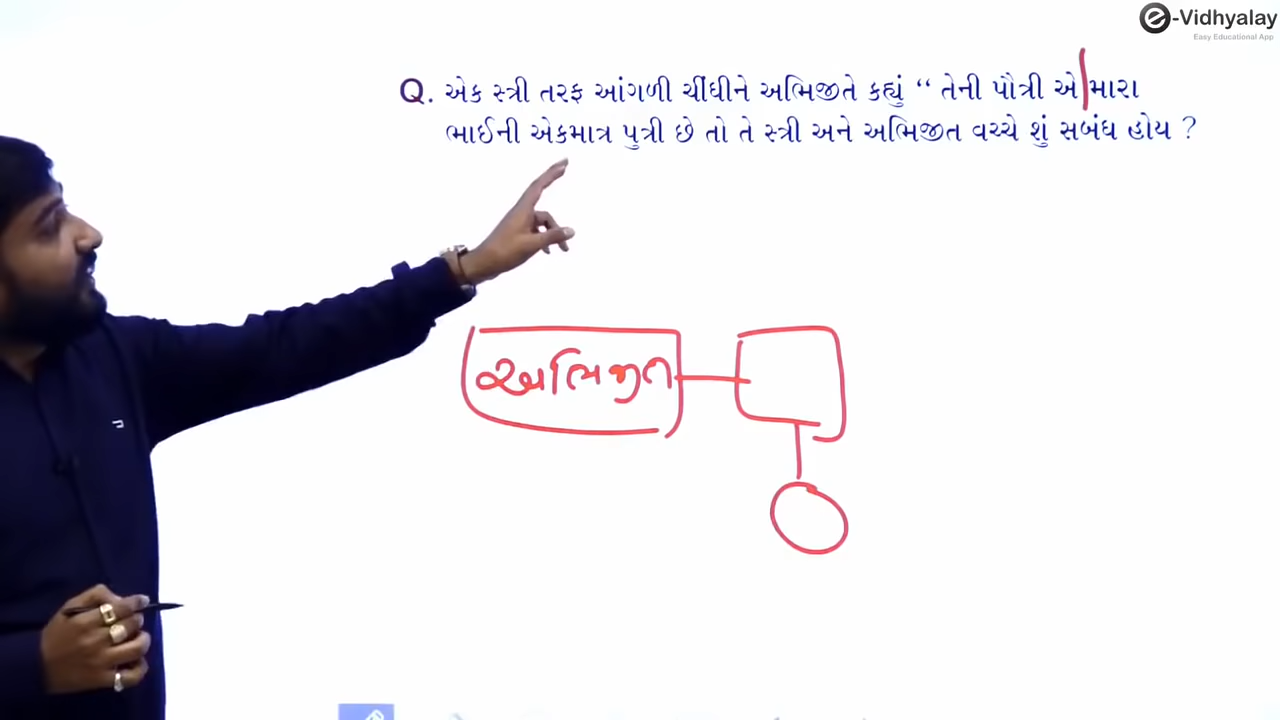 e-Vidhyalay
Easy Educational App
Q. એક સ્ત્રી તરફ આંગળી ચીંધીને અભિજીતે કહ્યું “ તેની પૌત્રી એ મારા
ભાઈની એકમાત્ર પુત્રી છે તો તે સ્ત્રી અને અભિજીત વચ્ચે શું સબંધ હોય ?
અભિજીત